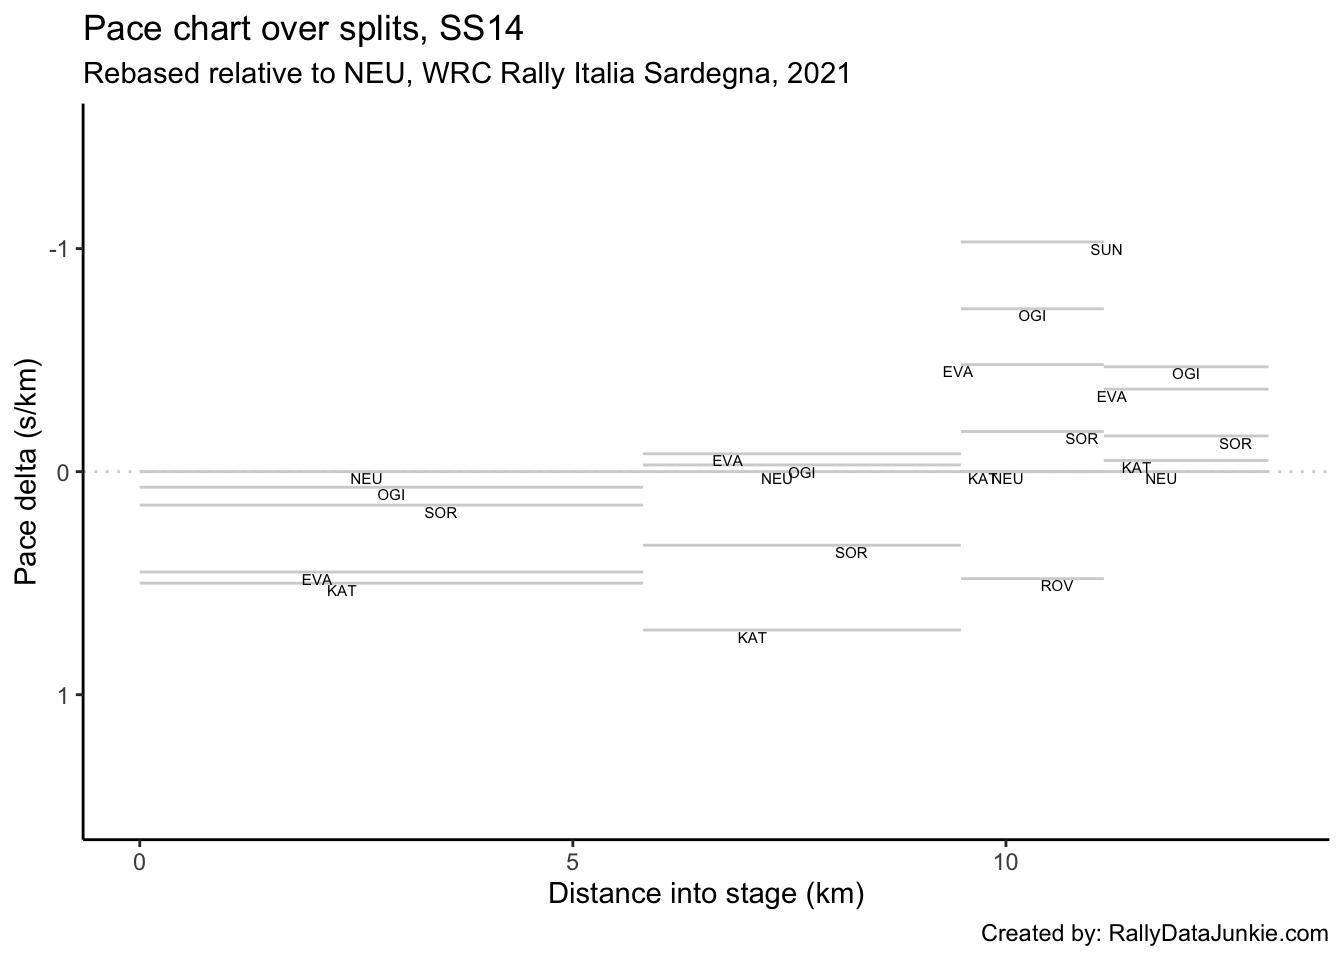 Pace chart over splits, SS14
Rebased relative to NEU, WRC Rally Italia Sardegna, 2021
Pace delta (s/km)
-1
0
1
SUN
OGI
EVA
OGI
EVA
SOR
SOR
EVA
OGI
KAT
NEU
NEU
KAT
NEU
NEU
OGI
SOR
SOR
EVA
KAT
ROV
KAT
0
5
10
Distance into stage (km)
Created by: RallyDataJunkie.com